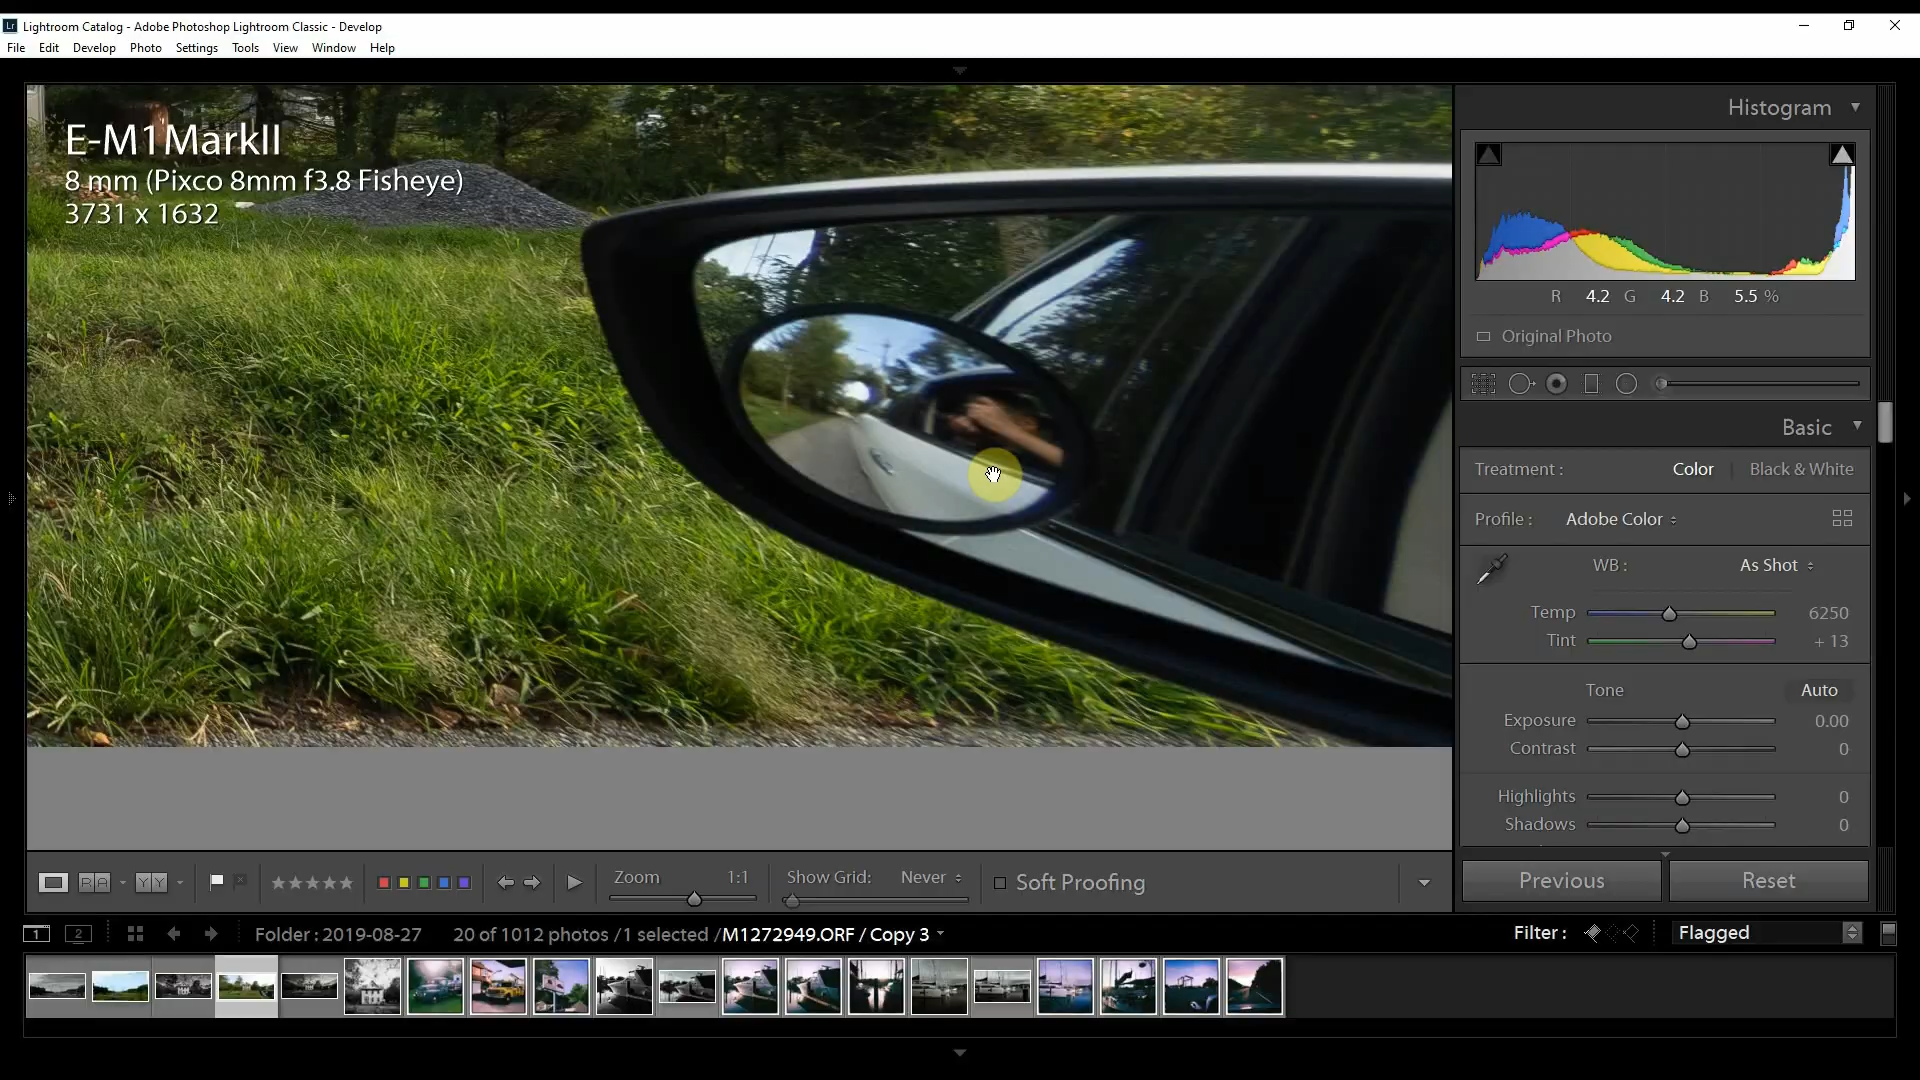 Lr Lightroom Catalog - Adobe Photoshop Lightroom Classic - Develop
File Edit Develop Photo Settings Tools View Window Help
E-M1MarkII
8 mm (Pixco 8mm f3.8 Fisheye)
3731 x 1632
Histogram
R 4.2 G 4.2 B 5.5 %
Original Photo
Basic
Treatment : Color Black & White
Profile : Adobe Color
WB : As Shot
Temp 6250
Tint + 13
Tone Auto
Exposure 0.00
Contrast 0
Highlights 0
Shadows 0
Previous Reset
R A Y Y Zoom 1:1 Show Grid: Never Soft Proofing
1 2 Folder : 2019-08-27 20 of 1012 photos /1 selected /M1272949.ORF / Copy 3 Filter : Flagged